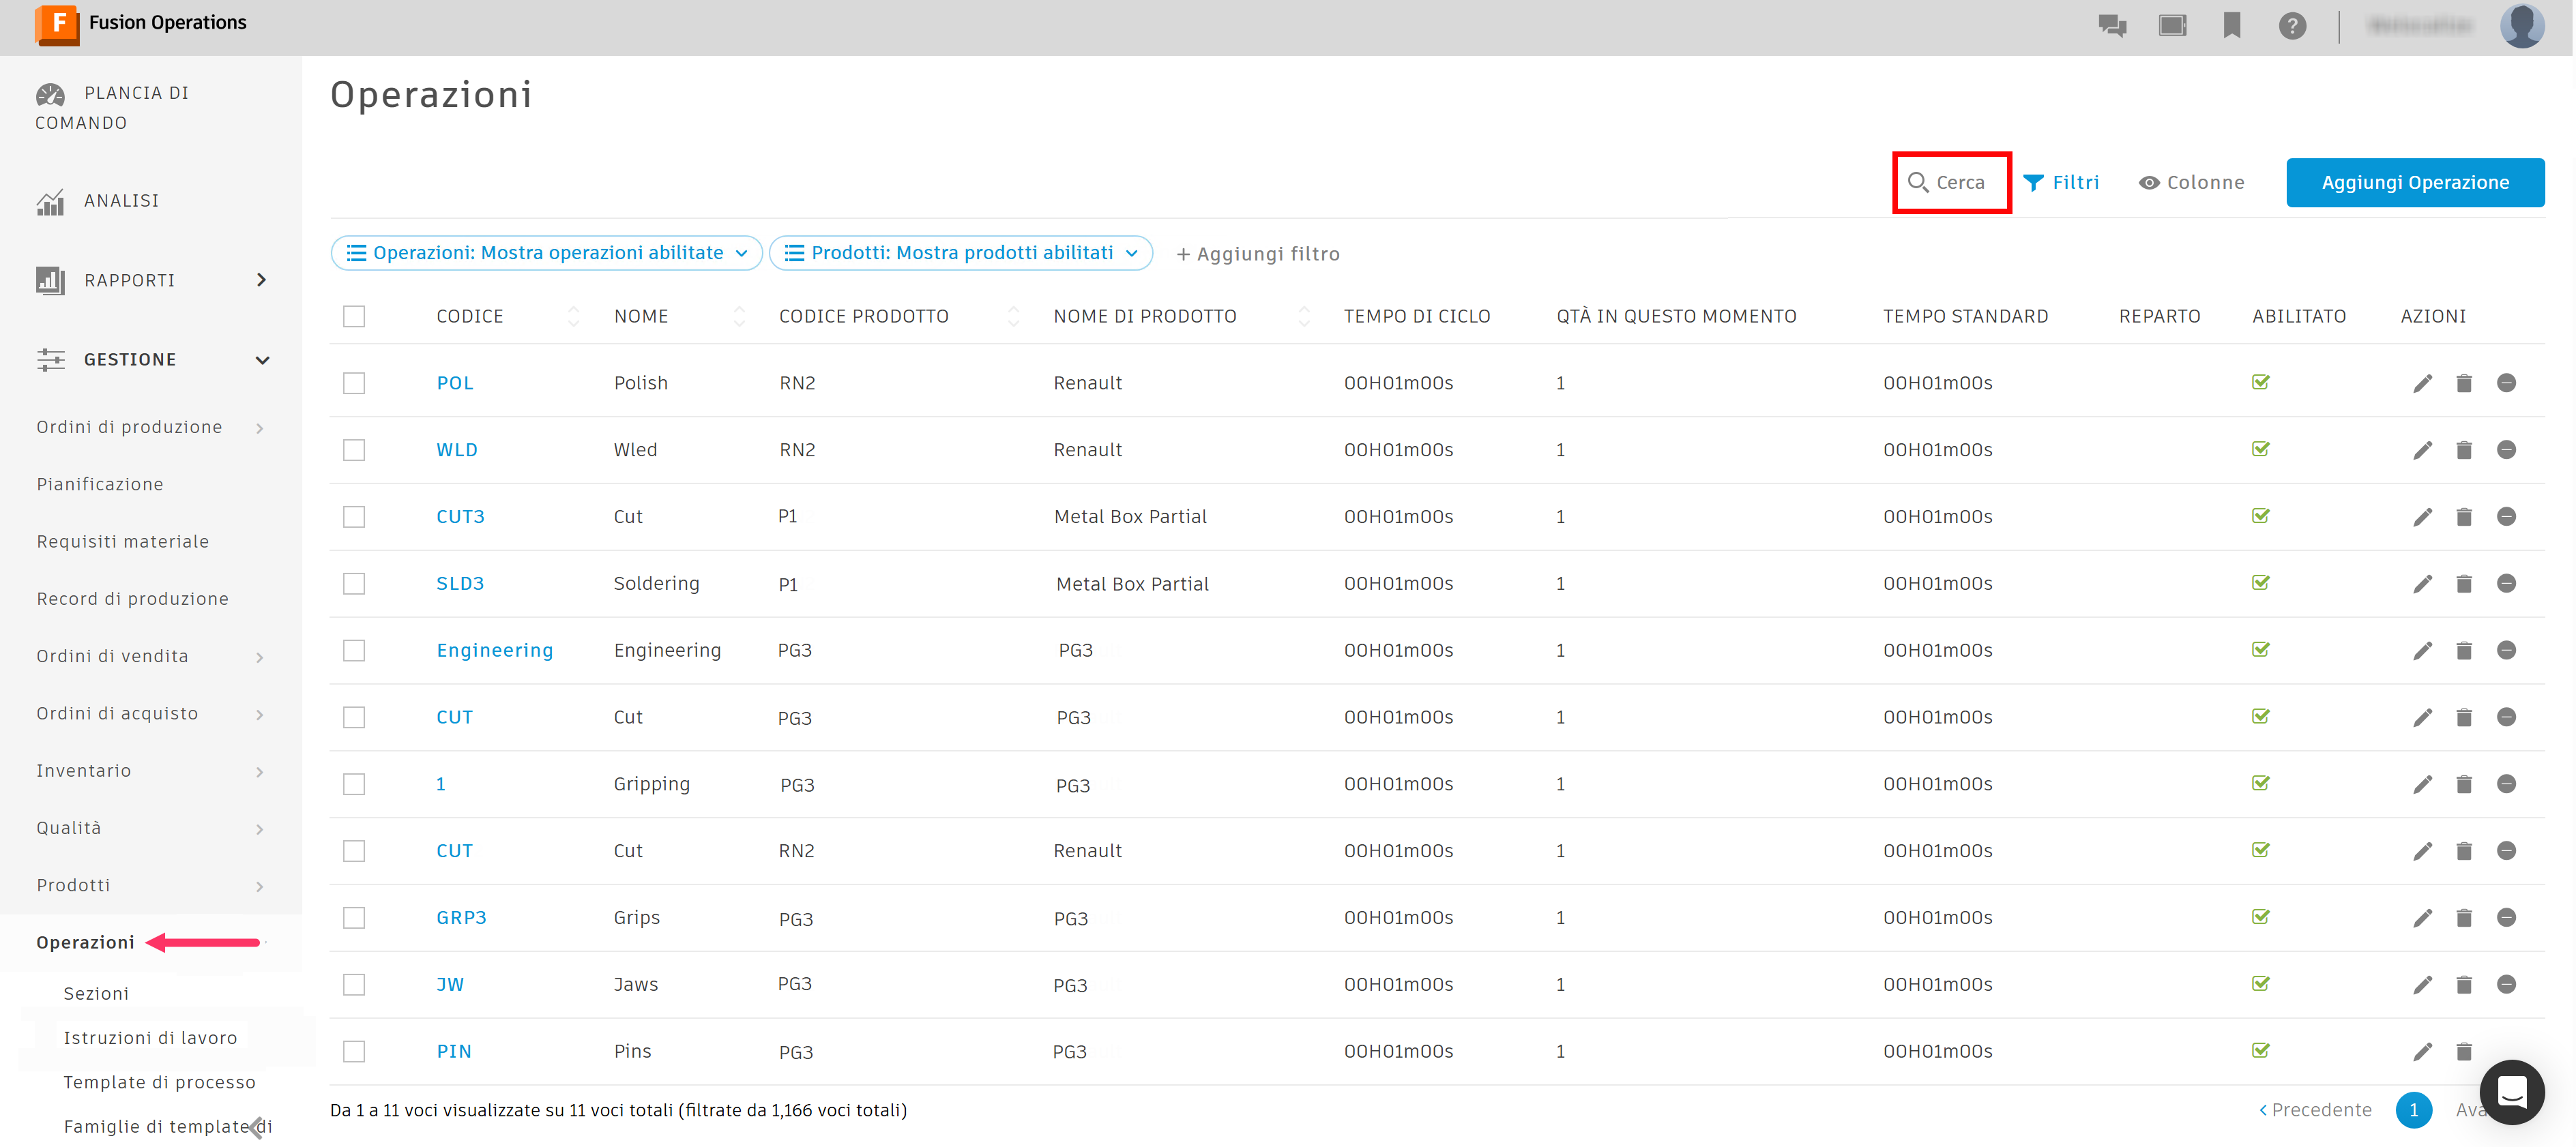 F Fusion Operations
PLANCIA DI
COMANDO
ANALISI
RAPPORTI
GESTIONE
Ordini di produzione
Pianificazione
Requisiti materiale
Record di produzione
Ordini di vendita
Ordini di acquisto
Inventario
Qualità
Prodotti
Operazioni
Sezioni
Istruzioni di lavoro
Template di processo
Famiglie di template di
Operazioni
Cerca Filtri Colonne Aggiungi Operazione
Operazioni: Mostra operazioni abilitate Prodotti: Mostra prodotti abilitati + Aggiungi filtro
CODICE NOME CODICE PRODOTTO NOME DI PRODOTTO TEMPO DI CICLO QTÀ IN QUESTO MOMENTO TEMPO STANDARD REPARTO ABILITATO AZIONI
POL Polish RN2 Renault 00H01m00s 1 00H01m00s
WLD Wled RN2 Renault 00H01m00s 1 00H01m00s
CUT3 Cut P1 Metal Box Partial 00H01m00s 1 00H01m00s
SLD3 Soldering P1 Metal Box Partial 00H01m00s 1 00H01m00s
Engineering Engineering PG3 PG3 00H01m00s 1 00H01m00s
CUT Cut PG3 PG3 00H01m00s 1 00H01m00s
1 Gripping PG3 PG3 00H01m00s 1 00H01m00s
CUT Cut RN2 Renault 00H01m00s 1 00H01m00s
GRP3 Grips PG3 PG3 00H01m00s 1 00H01m00s
JW Jaws PG3 PG3 00H01m00s 1 00H01m00s
PIN Pins PG3 PG3 00H01m00s 1 00H01m00s
Da 1 a 11 voci visualizzate su 11 voci totali (filtrate da 1,166 voci totali)
Precedente 1